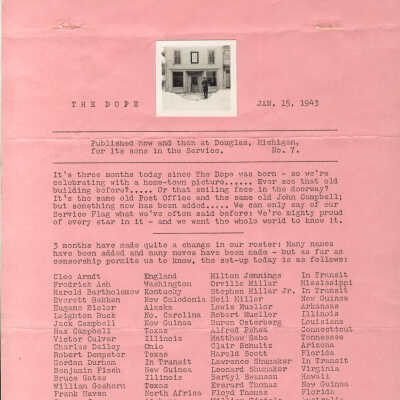 THE DOPE
JAN. 15, 1943
Published now and then at Douglas, Michigan,
for its sons in the Service. No. 7.
It's three months today since The Dope was born - so we're
celebrating with a home-town picture...... Ever see that old
building before?..... Or that smiling face in the doorway?
It's the same old Post Office and the same old John Campbell;
but something new has been added..... We can only say of our
Service Flag what we've often said before: We're mighty proud
of every star in it - and we want the whole world to know it.
3 months have made quite a change in our roster: Many names
have been added and many moves have been made - but as far as
censorship permits us to know, the set-up today is as follows:
Cleo Arndt England Hilton Jennings In Transit
Fredrick Ash Washington Orville Millar Mississippi
Harold Bartholomew Kentucky Stephen Millar Jr. In Transit
Everett Bekken New Caledonia Neil Miller New Guinea
Eugene Bisler Alaska Lewis Mueller Arkansas
Leighton Buck No. Carolina Robert Mueller Illinois
Jack Campbell New Guinea Buren Osterberg Louisiana
Max Campbell Texas Alfred Pshea Connecticut
Victor Culver Illinois Matthew Sabo Tennessee
Charles Dailey Ohio Clair Schultz Arizona
Robert Dempster Texas Harold Scott Florida
Gordon Durham In Transit Lawrence Shumaker In Transit
Benjamin Fisch New Guinea Leonard Shumaker Virginia
Bruce Gates Illinois Bertyl Swanson Hawaii
William Goshorn Texas Everard Thomas New Guinea
Frank Haven North Africa Floyd Thomas Florida